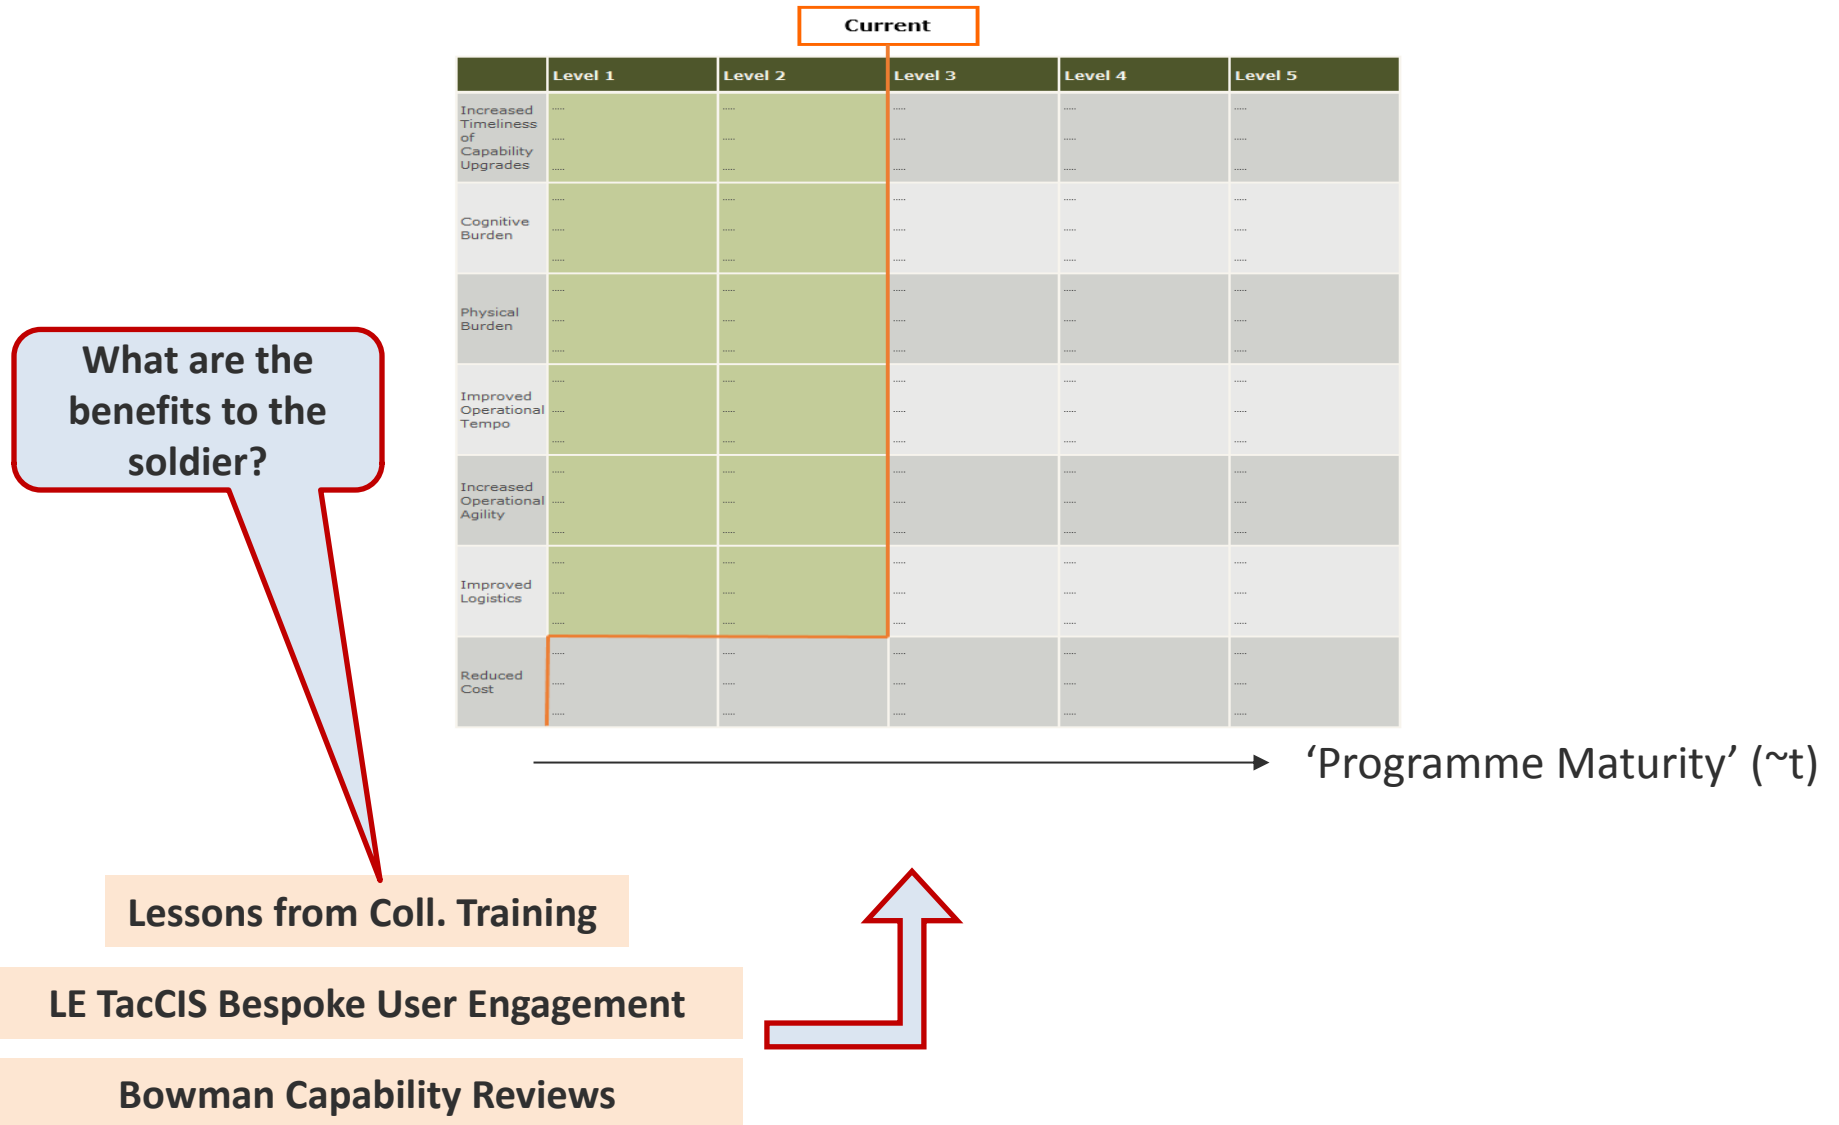 Current
Level 1 Level 2 Level 3 Level 4 Level 5
Increased
Timeliness
of
Capability
Upgrades
..... ..... ..... ..... .....
..... ..... ..... ..... .....
..... ..... ..... ..... .....
Cognitive
Burden
..... ..... ..... ..... .....
..... ..... ..... ..... .....
..... ..... ..... ..... .....
Physical
Burden
..... ..... ..... ..... .....
..... ..... ..... ..... .....
..... ..... ..... ..... .....
Improved
Operational
Tempo
..... ..... ..... ..... .....
..... ..... ..... ..... .....
..... ..... ..... ..... .....
Increased
Operational
Agility
..... ..... ..... ..... .....
..... ..... ..... ..... .....
..... ..... ..... ..... .....
Improved
Logistics
..... ..... ..... ..... .....
..... ..... ..... ..... .....
..... ..... ..... ..... .....
Reduced
Cost
..... ..... ..... ..... .....
..... ..... ..... ..... .....
..... ..... ..... ..... .....
‘Programme Maturity’ (~t)
What are the
benefits to the
soldier?
Lessons from Coll. Training
LE TacCIS Bespoke User Engagement
Bowman Capability Reviews